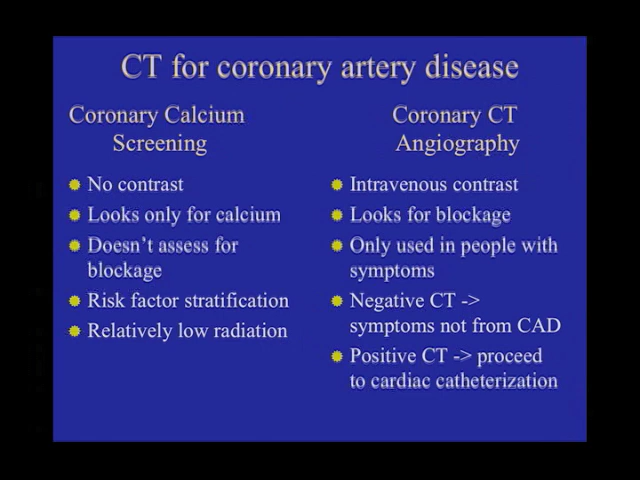 CT for coronary artery disease
Coronary Calcium
Screening
No contrast
Looks only for calcium
Doesn't assess for
blockage
Risk factor stratification
Relatively low radiation
Coronary CT
Angiography
Intravenous contrast
Looks for blockage
Only used in people with
symptoms
Negative CT ->
symptoms not from CAD
Positive CT -> proceed
to cardiac catheterization